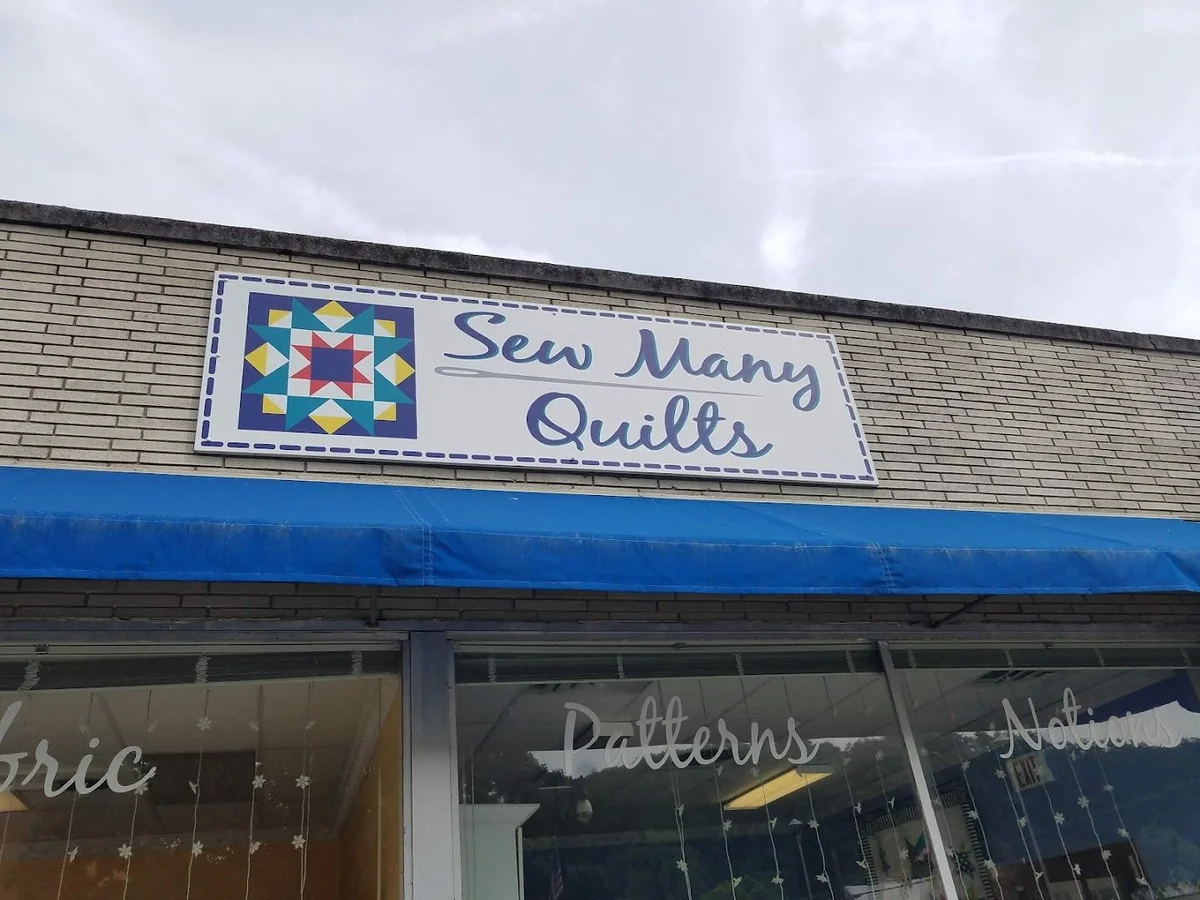 Sew Many
Quilts
bric
Patterns
Notions
EXIT